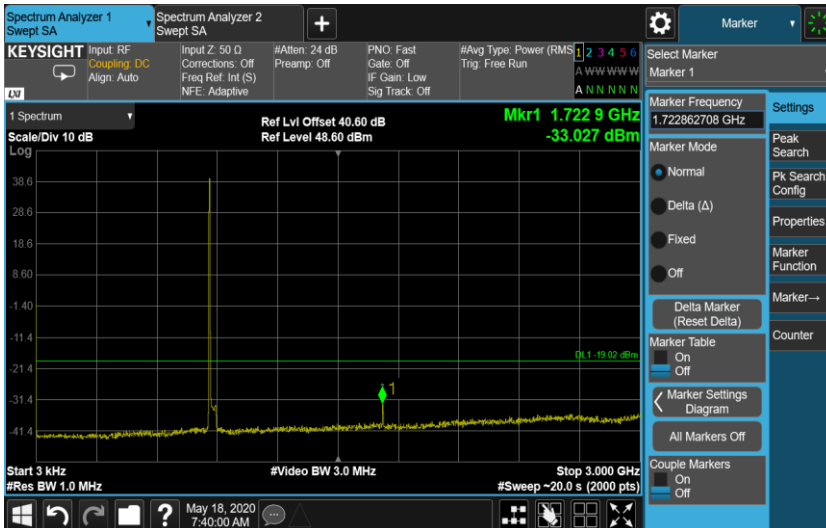 Spectrum Analyzer 1
Swept SA
Spectrum Analyzer 2
Swept SA
+
Marker
KEYSIGHT
Input: RF
Coupling: DC
Align: Auto
Input Z: 50 Ω
Corrections: Off
Freq Ref: Int (S)
NFE: Adaptive
#Atten: 24 dB
Preamp: Off
PNO: Fast
Gate: Off
IF Gain: Low
Sig Track: Off
#Avg Type: Power (RMS
Trig: Free Run
1 2 3 4 5 6
A W W W W W
A N N N N N
LXI
Select Marker
Marker 1
1 Spectrum
Scale/Div 10 dB
Log
Ref Lvl Offset 40.60 dB
Ref Level 48.60 dBm
Mkr1 1.722 9 GHz
-33.027 dBm
38.6
28.6
18.6
8.60
-1.40
-11.4
-21.4
-31.4
-41.4
DL1 -19.02 dBm
1
Start 3 kHz
#Res BW 1.0 MHz
#Video BW 3.0 MHz
Stop 3.000 GHz
#Sweep ~20.0 s (2000 pts)
Marker Frequency
1.722862708 GHz
Marker Mode
Normal
Delta (Δ)
Fixed
Off
Delta Marker
(Reset Delta)
Marker Table
On
Off
Marker Settings
Diagram
All Markers Off
Couple Markers
On
Off
Settings
Peak
Search
Pk Search
Config
Properties
Marker
Function
Marker→
Counter
?
May 18, 2020
7:40:00 AM